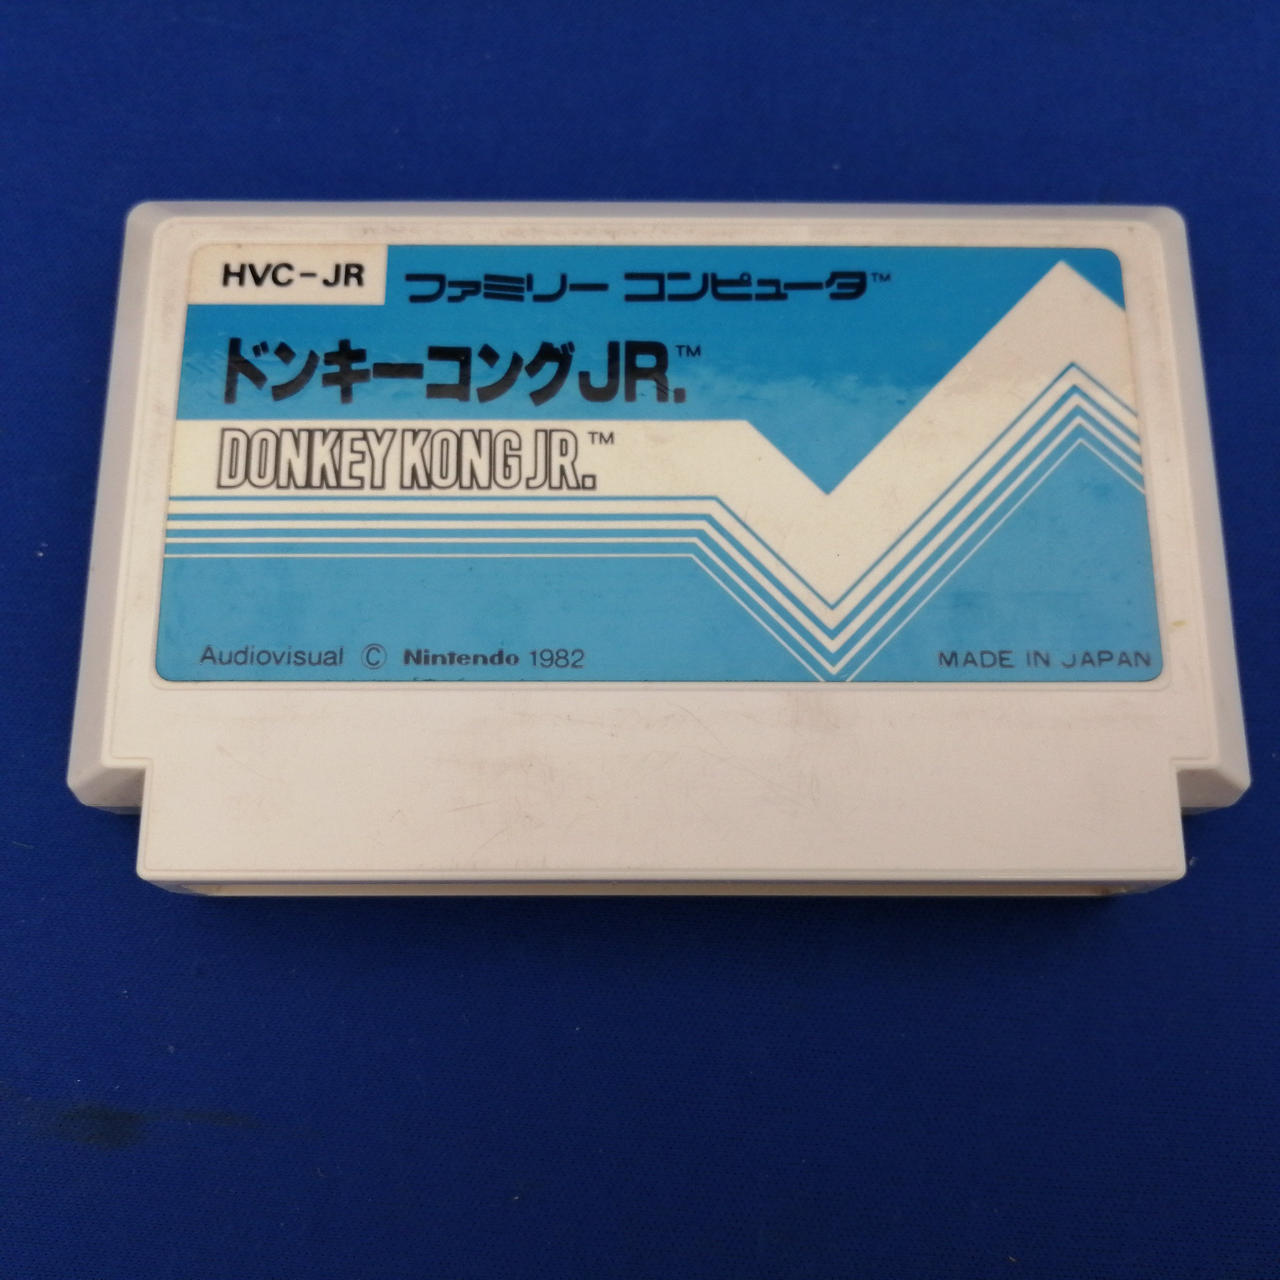 HVC-JR
ファミリー コンピュータ™
ドンキーコングJR.™
DONKEY KONG JR.™
Audiovisual © Nintendo 1982
MADE IN JAPAN